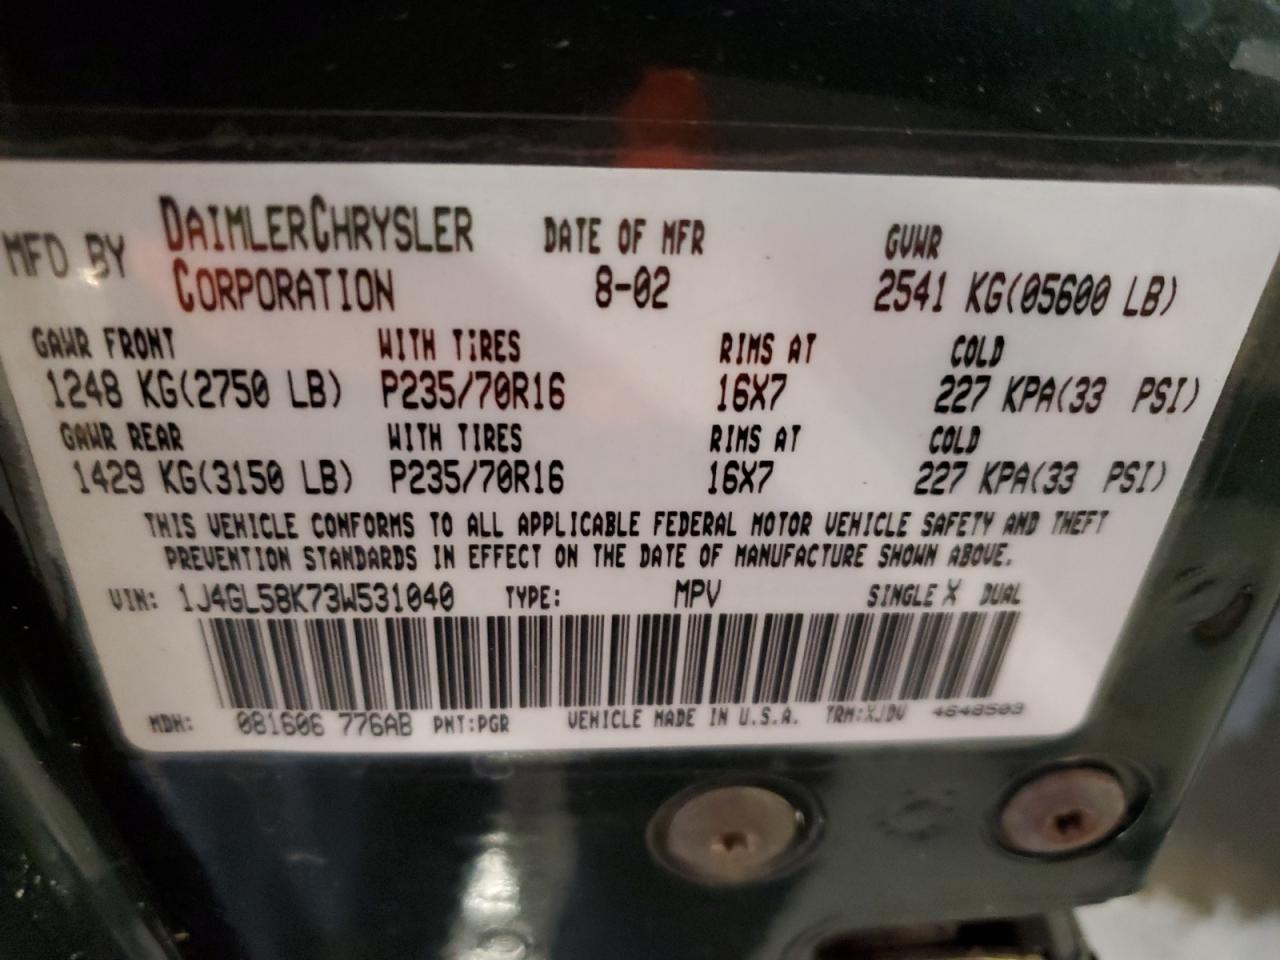 MFD BY DAIMLERCHRYSLER CORPORATION DATE OF MFR 8-02 GVWR 2541 KG(05600 LB)
GAWR FRONT WITH TIRES RIMS AT COLD
1248 KG(2750 LB) P235/70R16 16X7 227 KPA(33 PSI)
GAWR REAR WITH TIRES RIMS AT COLD
1429 KG(3150 LB) P235/70R16 16X7 227 KPA(33 PSI)
THIS VEHICLE CONFORMS TO ALL APPLICABLE FEDERAL MOTOR VEHICLE SAFETY AND THEFT
PREVENTION STANDARDS IN EFFECT ON THE DATE OF MANUFACTURE SHOWN ABOVE.
VIN: 1J4GL58K73W531040 TYPE: MPV SINGLE X DUAL
MDH: 081606 776AB PNT:PGR VEHICLE MADE IN U.S.A. TRM:XJDV 4648503